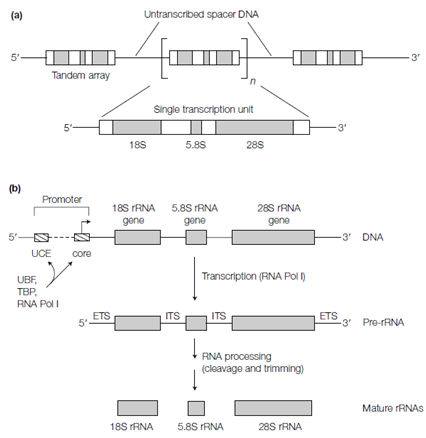 (a)
Untranscribed spacer DNA
5′
3′
Tandem array
n
Single transcription unit
5′
3′
18S
5.8S
28S
(b)
Promoter
18S rRNA
gene
5.8S rRNA
gene
28S rRNA
gene
5′
3′
DNA
UCE
core
UBF,
TBP,
RNA Pol I
Transcription (RNA Pol I)
5′
ETS
ITS
ITS
ETS
3′
Pre-rRNA
RNA processing
(cleavage and trimming)
Mature rRNAs
18S rRNA
5.8S rRNA
28S rRNA